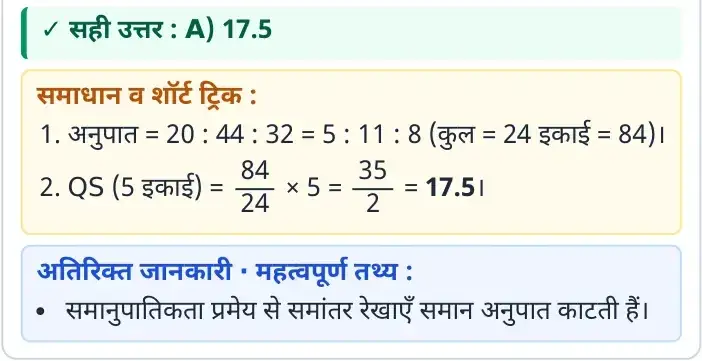 ✓ सही उत्तर : A) 17.5
समाधान व शॉर्ट ट्रिक :
1. अनुपात = 20 : 44 : 32 = 5 : 11 : 8 (कुल = 24 इकाई = 84)।
2. QS (5 इकाई) = 84/24 × 5 = 35/2 = 17.5।
अतिरिक्त जानकारी · महत्वपूर्ण तथ्य :
• समानुपातिकता प्रमेय से समांतर रेखाएँ समान अनुपात काटती हैं।